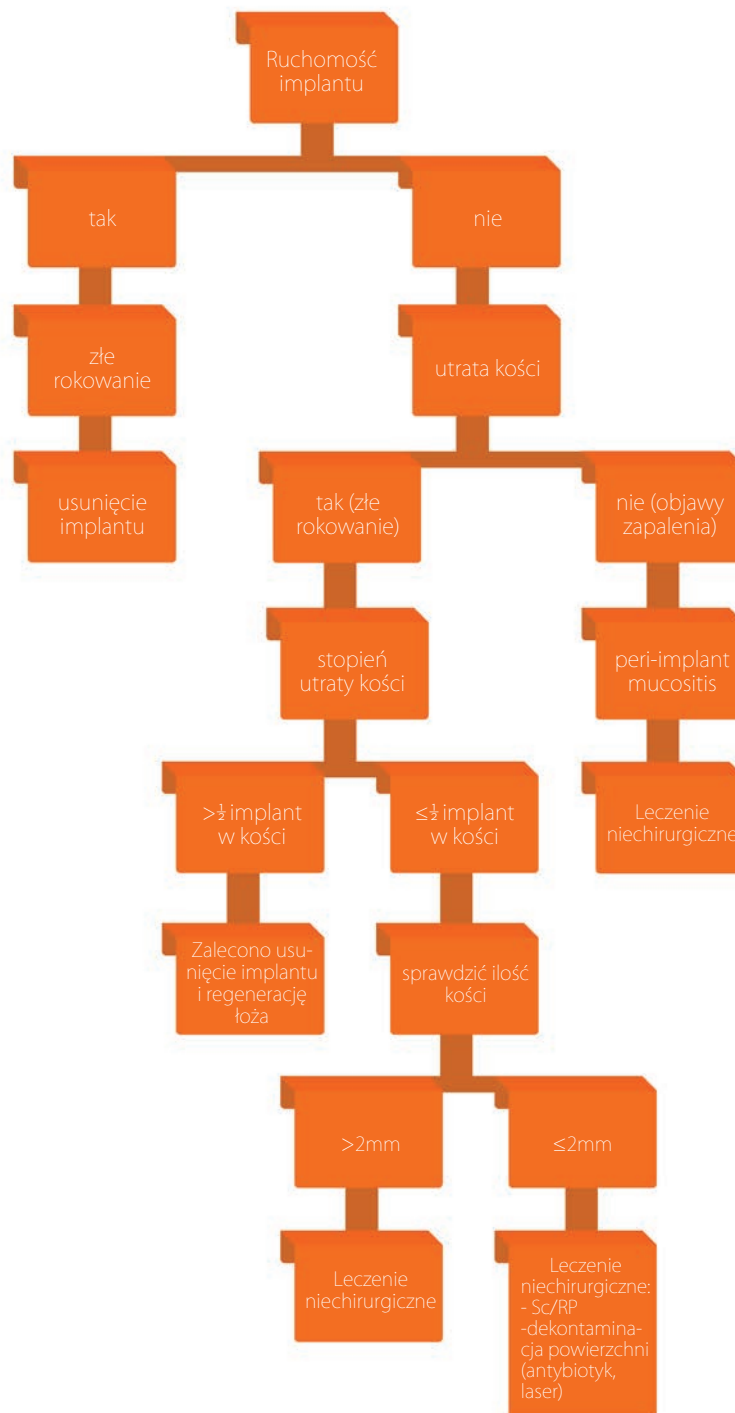 Ruchomość
implantu
tak
nie
złe
rokowanie
utrata kości
usunięcie
implantu
tak (złe
rokowanie)
nie (objawy
zapalenia)
stopień
utraty kości
peri-implant
mucositis
>½ implant
w kości
≤½ implant
w kości
Leczenie
niechirurgiczne
Zalecono usu-
nięcie implantu
i regenerację
łoża
sprawdzić ilość
kości
>2mm
≤2mm
Leczenie
niechirurgiczne
Leczenie
niechirurgiczne:
- Sc/RP
-dekontamina-
cja powierzchni
(antybiotyk,
laser)